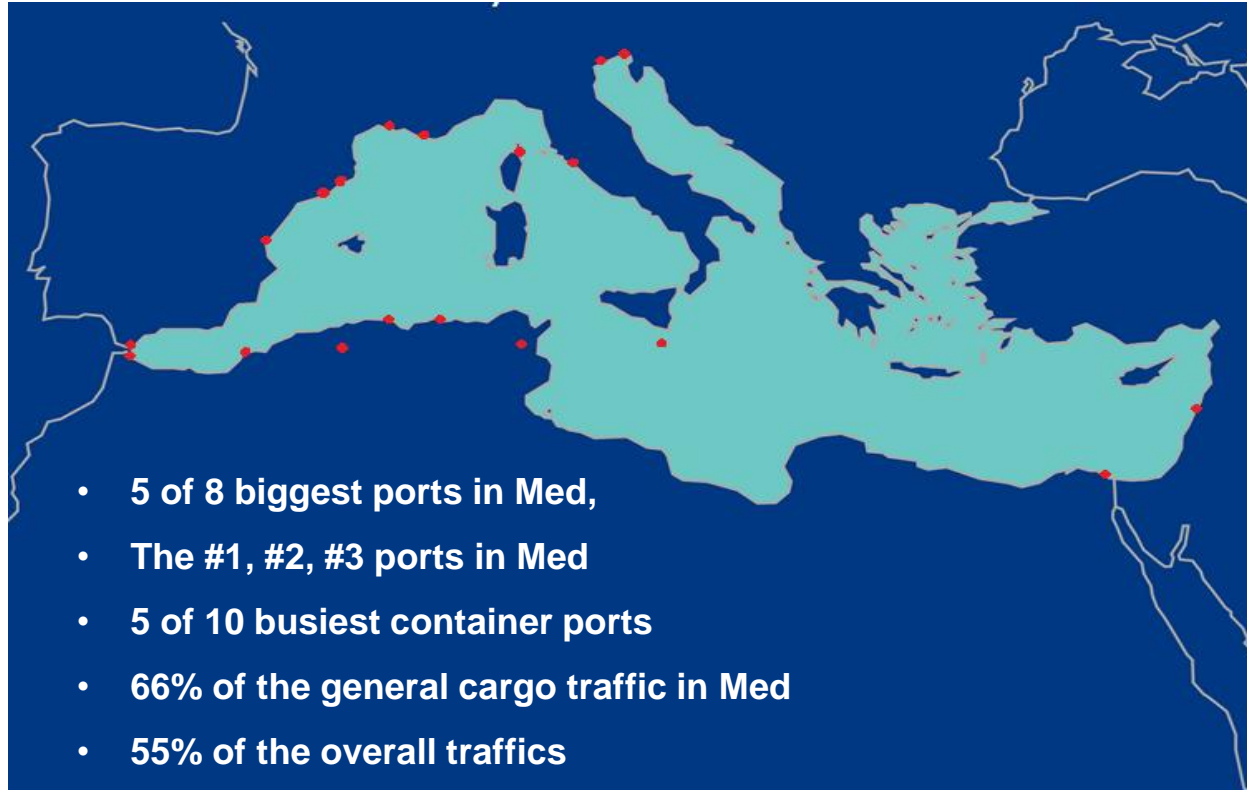 • 5 of 8 biggest ports in Med,
• The #1, #2, #3 ports in Med
• 5 of 10 busiest container ports
• 66% of the general cargo traffic in Med
• 55% of the overall traffics